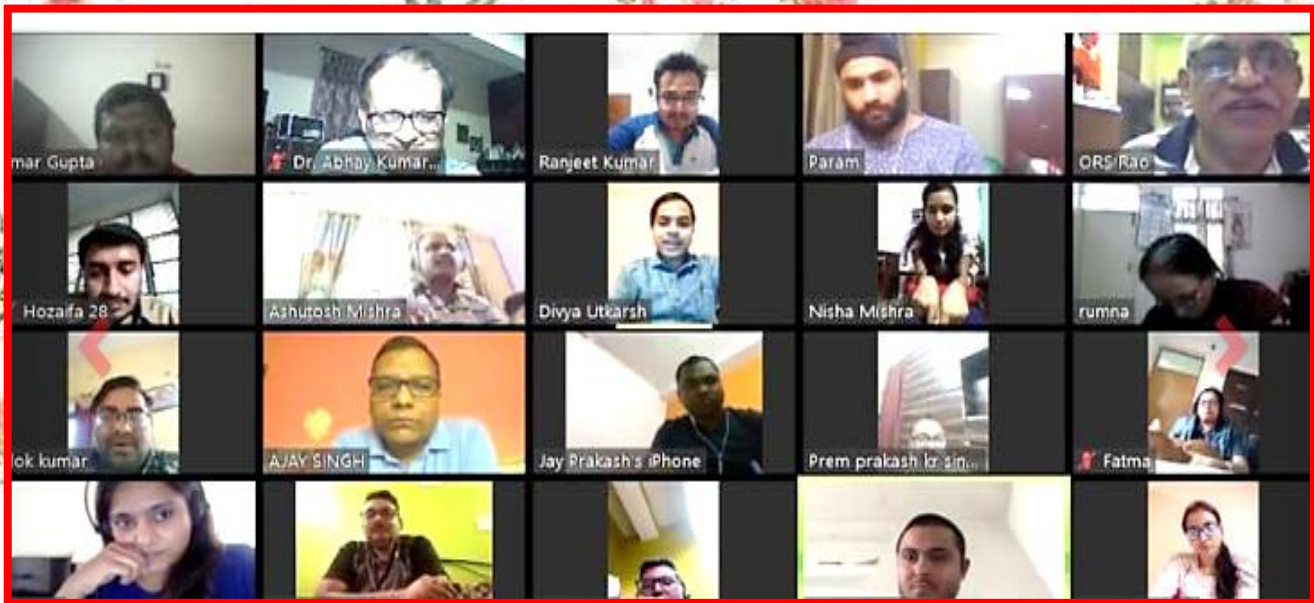 mar Gupta
Dr. Abhay Kumar...
Ranjeet Kumar
Param
ORS Rao
Hozaifa 28
Ashutosh Mishra
Divya Utkarsh
Nisha Mishra
rumna
lok kumar
AJAY SINGH
Jay Prakash's iPhone
Prem prakash kr sin...
Fatma